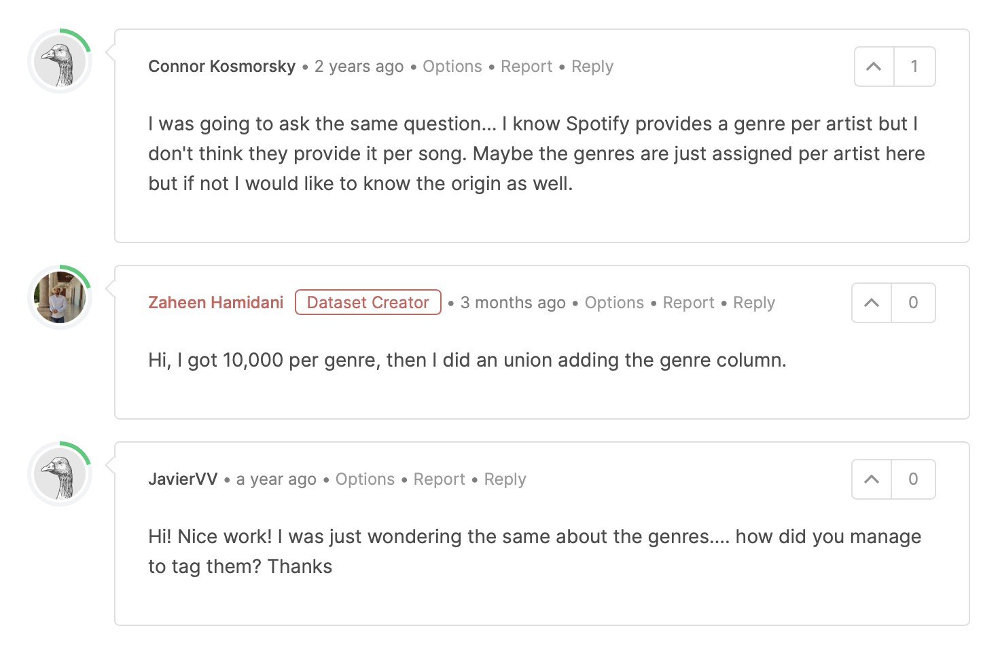 Connor Kosmorsky • 2 years ago • Options • Report • Reply
1
I was going to ask the same question... I know Spotify provides a genre per artist but I
don't think they provide it per song. Maybe the genres are just assigned per artist here
but if not I would like to know the origin as well.
Zaheen Hamidani Dataset Creator • 3 months ago • Options • Report • Reply
0
Hi, I got 10,000 per genre, then I did an union adding the genre column.
JavierVV • a year ago • Options • Report • Reply
0
Hi! Nice work! I was just wondering the same about the genres.... how did you manage
to tag them? Thanks